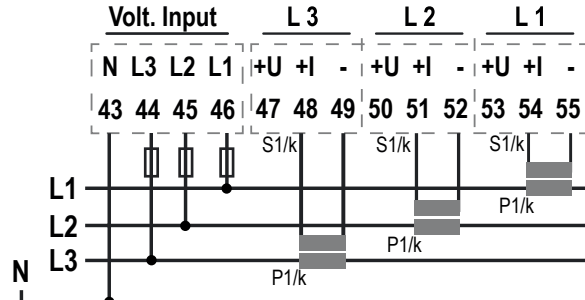 Volt. Input L 3 L 2 L 1
N L3 L2 L1 +U +I - +U +I - +U +I -
43 44 45 46 47 48 49 50 51 52 53 54 55
S1/k S1/k S1/k
L1
P1/k
L2
P1/k
L3
N
P1/k